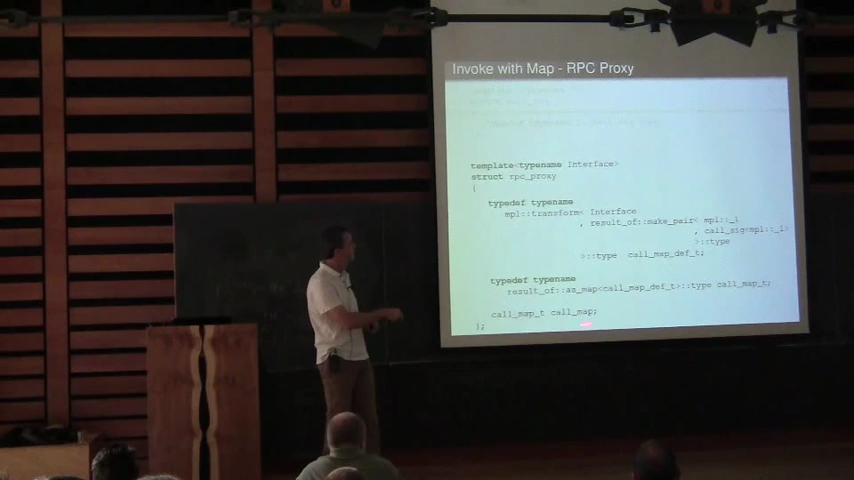 Invoke with Map - RPC Proxy
template<typename Interface>
struct rpc_proxy
{
typedef typename
mpl::transform< Interface
, result_of::make_pair< mpl::_1
, call_sig<mpl::_1>
>::type
>::type call_map_def_t;
typedef typename
result_of::as_map<call_map_def_t>::type call_map_t;
call_map_t call_map;
};